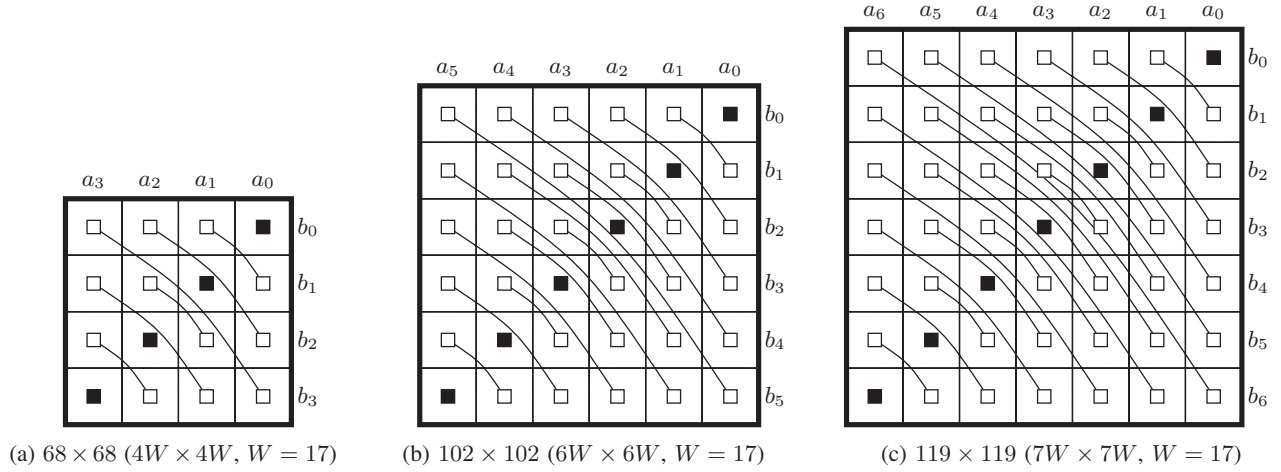 a₆ a₅ a₄ a₃ a₂ a₁ a₀
b₀
b₁
b₂
b₃
b₄
b₅
b₆
a₅ a₄ a₃ a₂ a₁ a₀
b₀
b₁
b₂
b₃
b₄
b₅
a₃ a₂ a₁ a₀
b₀
b₁
b₂
b₃
(a) 68 × 68 (4W × 4W, W = 17)
(b) 102 × 102 (6W × 6W, W = 17)
(c) 119 × 119 (7W × 7W, W = 17)